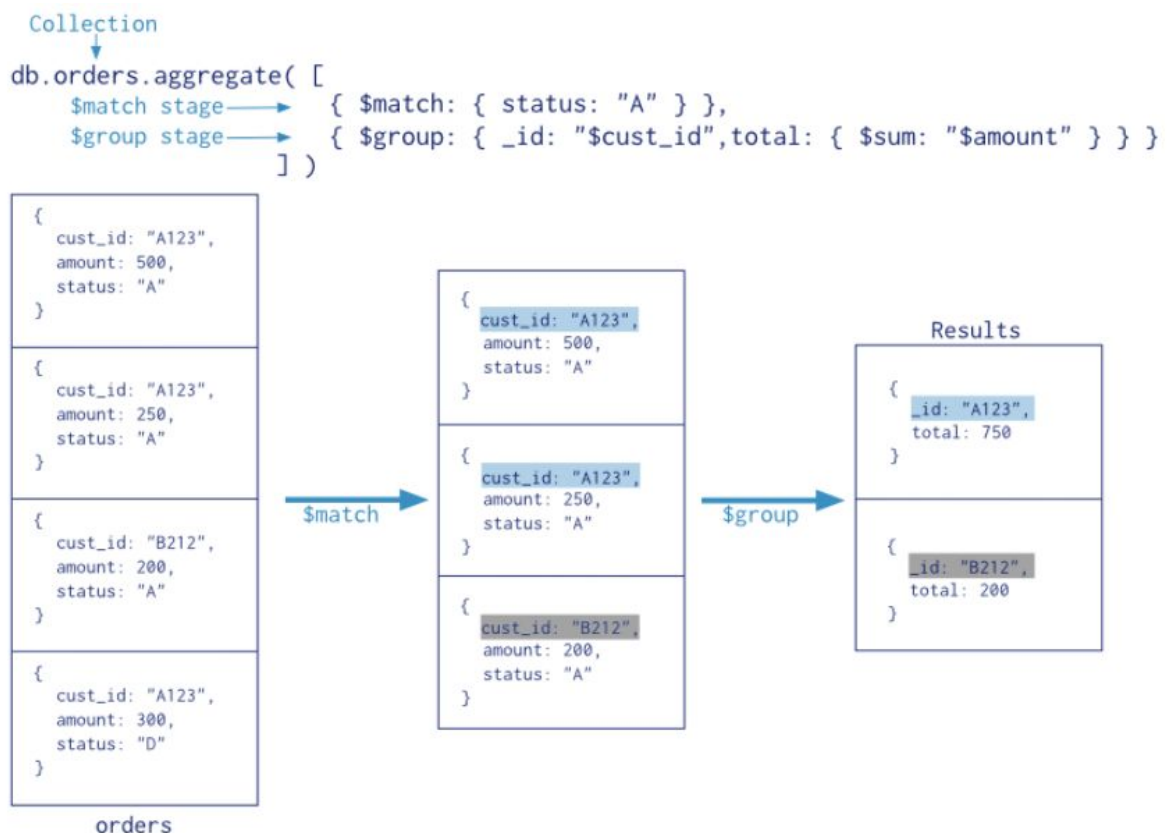 Collection
db.orders.aggregate( [
$match stage { $match: { status: "A" } },
$group stage { $group: { _id: "$cust_id",total: { $sum: "$amount" } } }
] )
{
cust_id: "A123",
amount: 500,
status: "A"
}
{
cust_id: "A123",
amount: 250,
status: "A"
}
{
cust_id: "B212",
amount: 200,
status: "A"
}
{
cust_id: "A123",
amount: 300,
status: "D"
}
orders
$match
{
cust_id: "A123",
amount: 500,
status: "A"
}
{
cust_id: "A123",
amount: 250,
status: "A"
}
{
cust_id: "B212",
amount: 200,
status: "A"
}
$group
Results
{
_id: "A123",
total: 750
}
{
_id: "B212",
total: 200
}